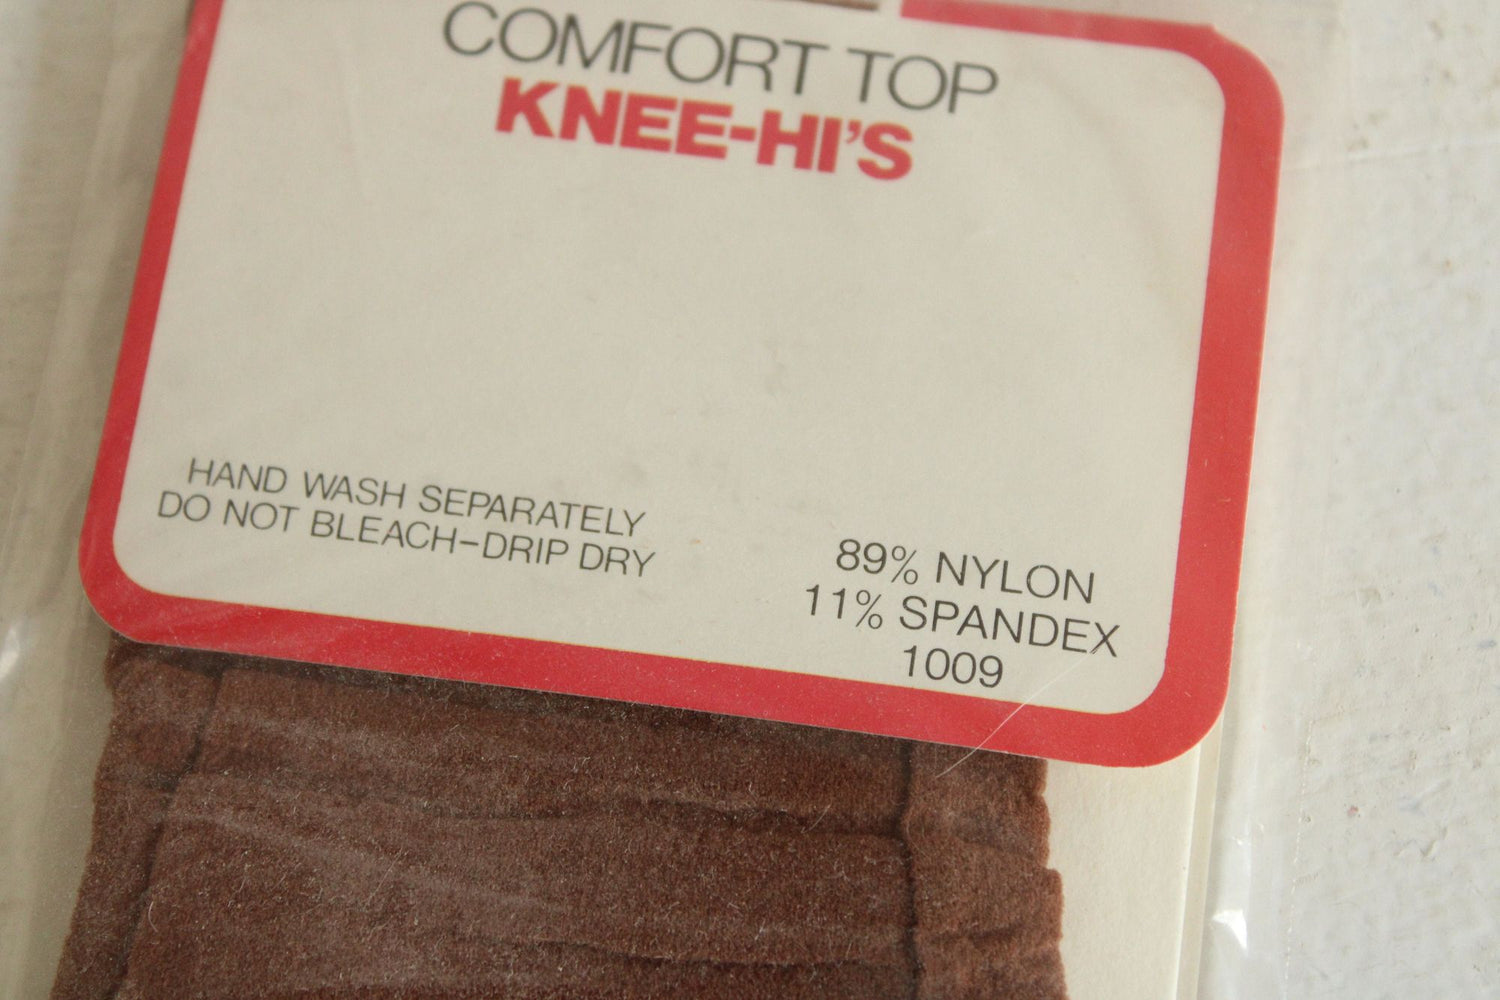 COMFORT TOP
KNEE-HI'S
HAND WASH SEPARATELY
DO NOT BLEACH-DRIP DRY
89% NYLON
11% SPANDEX
1009